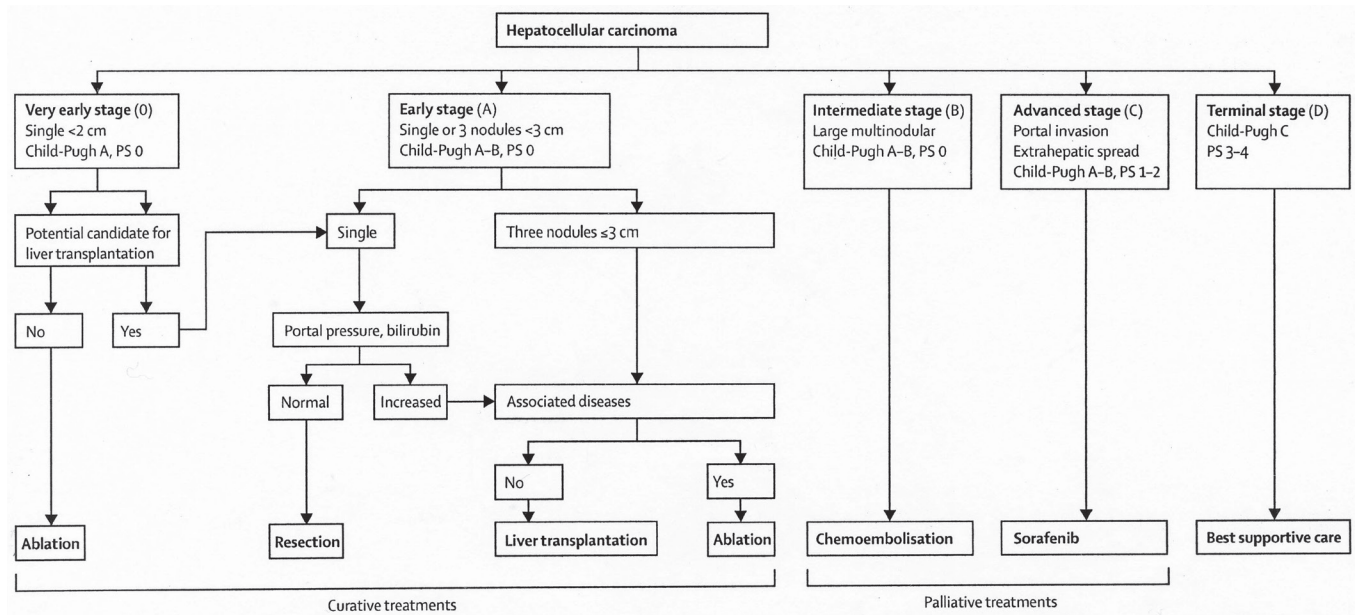 Hepatocellular carcinoma
Very early stage (0)
Single <2 cm
Child-Pugh A, PS 0
Early stage (A)
Single or 3 nodules <3 cm
Child-Pugh A–B, PS 0
Intermediate stage (B)
Large multinodular
Child-Pugh A–B, PS 0
Advanced stage (C)
Portal invasion
Extrahepatic spread
Child-Pugh A–B, PS 1–2
Terminal stage (D)
Child-Pugh C
PS 3–4
Potential candidate for
liver transplantation
Single
Three nodules ≤3 cm
No
Yes
Portal pressure, bilirubin
Normal
Increased
Associated diseases
No
Yes
Ablation
Resection
Liver transplantation
Ablation
Chemoembolisation
Sorafenib
Best supportive care
Curative treatments
Palliative treatments